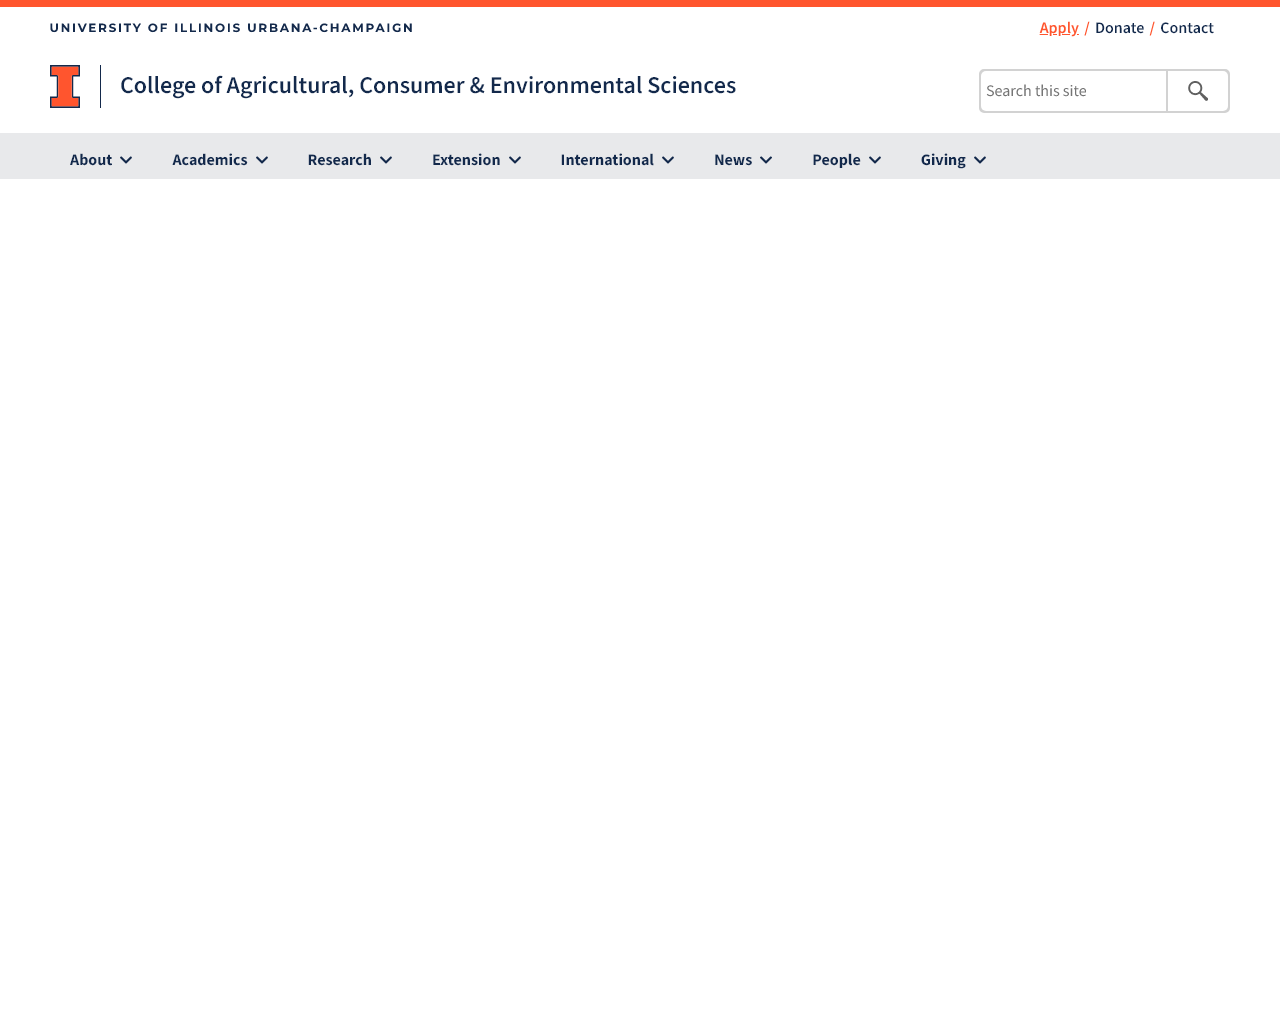 UNIVERSITY OF ILLINOIS URBANA-CHAMPAIGN
Apply / Donate / Contact
College of Agricultural, Consumer & Environmental Sciences
Search this site
About Academics Research Extension International News People Giving